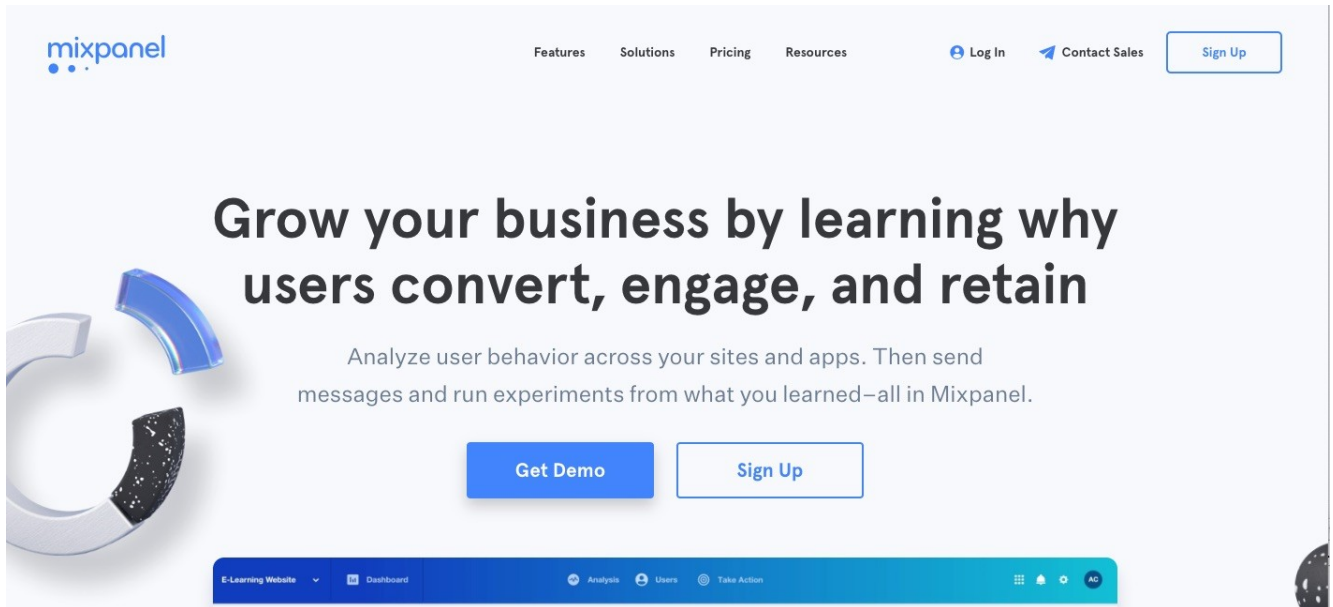 mixpanel
Features Solutions Pricing Resources Log In Contact Sales Sign Up
Grow your business by learning why
users convert, engage, and retain
Analyze user behavior across your sites and apps. Then send
messages and run experiments from what you learned–all in Mixpanel.
Get Demo Sign Up
E-Learning Website Dashboard Analysis Users Take Action AC